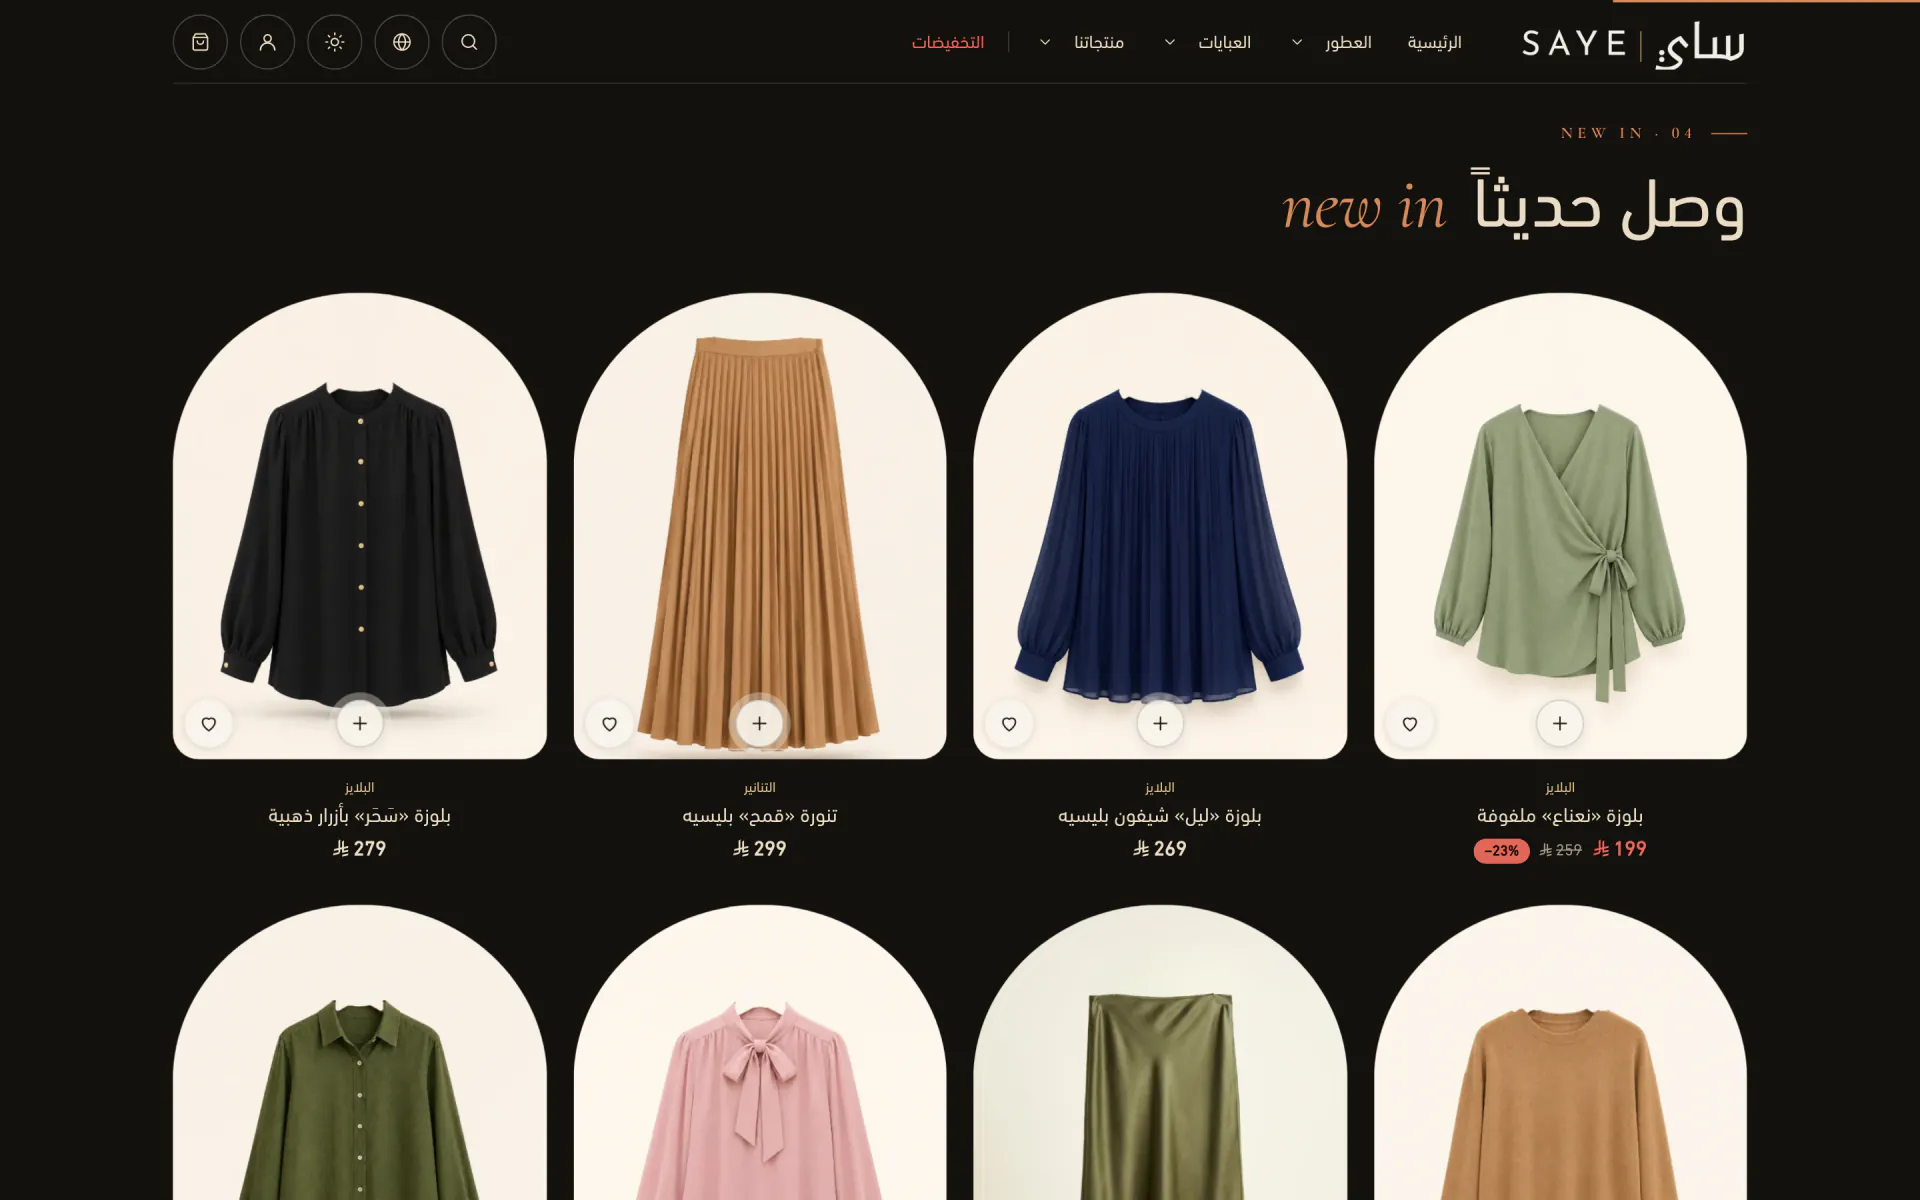 ساي | SAYE
الرئيسية
العطور
العبايات
منتجاتنا
التخفيضات
NEW IN · 04
وصل حديثاً new in
البلايز
بلوزة «نعناع» ملفوفة
199 259 −23%
البلايز
بلوزة «ليل» شيفون بليسيه
269
التنانير
تنورة «قمح» بليسيه
299
البلايز
بلوزة «سَحَر» بأزرار ذهبية
279